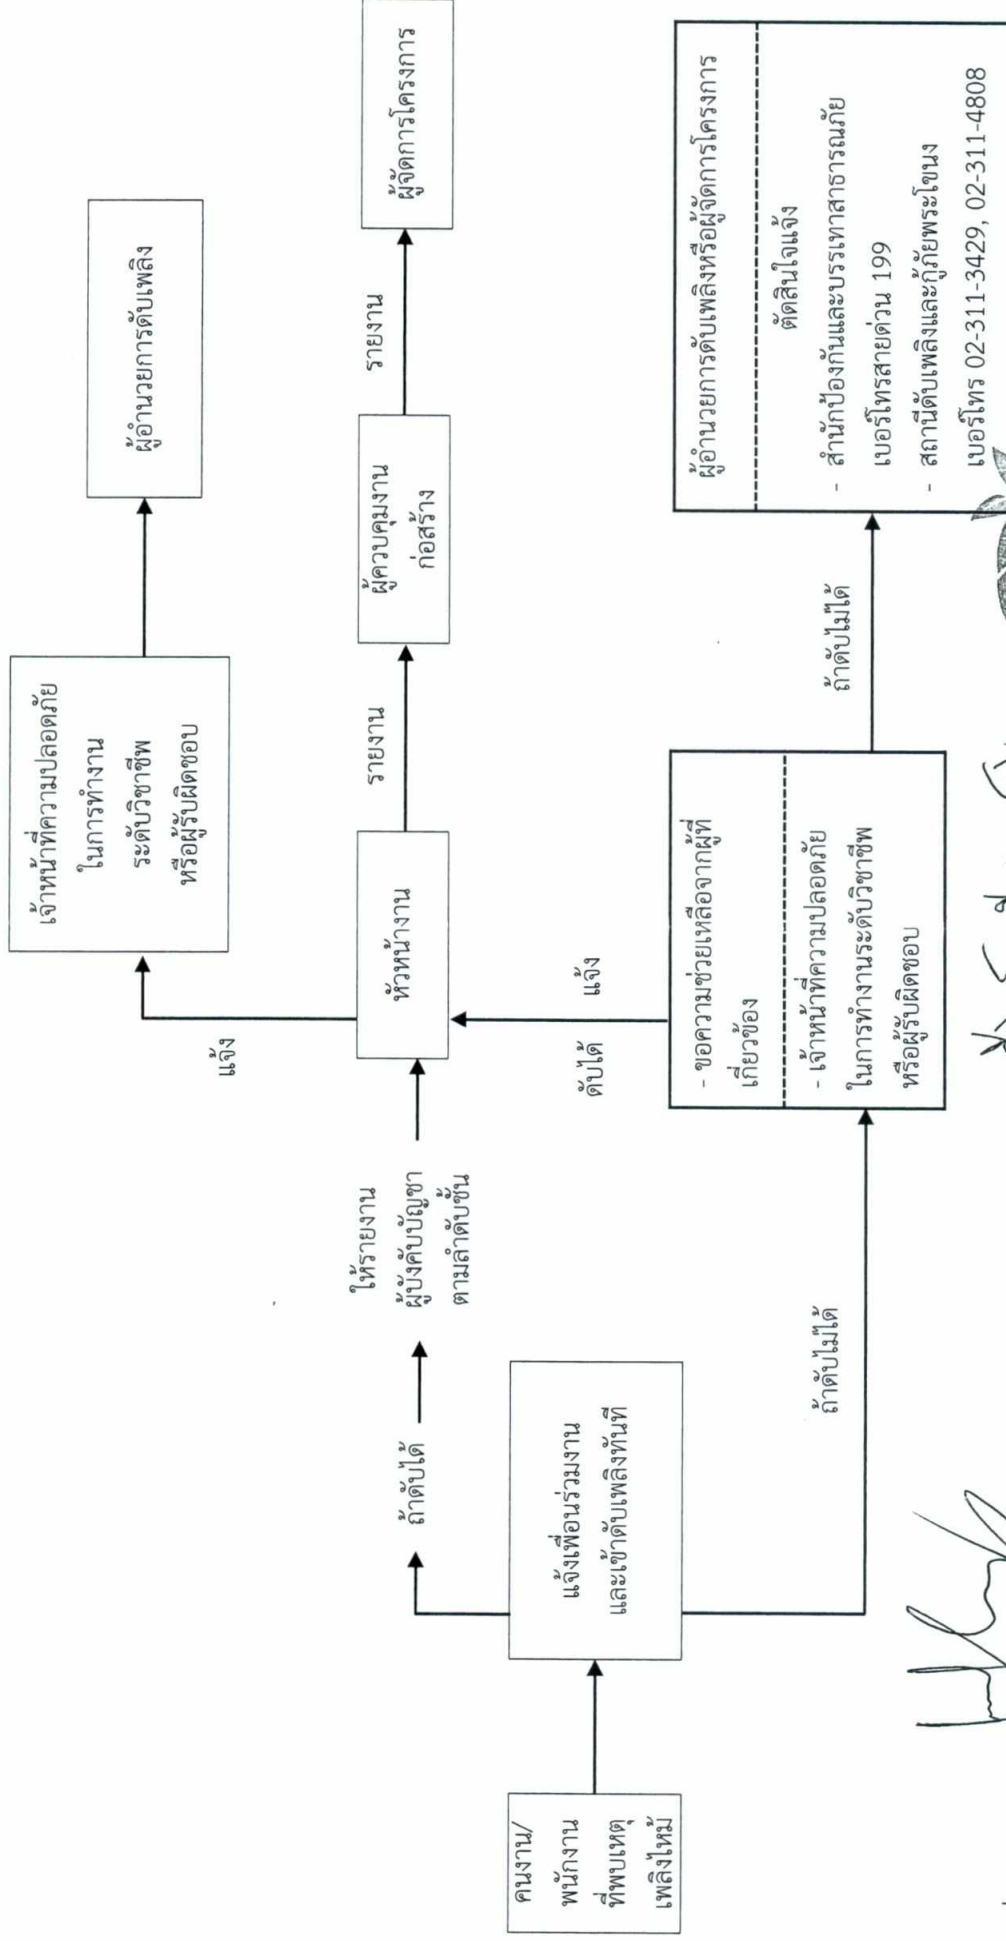 คนงาน/
พนักงาน
ที่พบเหตุ
เพลิงไหม้
แจ้งเพื่อนร่วมงาน
และเข้าดับเพลิงทันที
ถ้าดับได้
ให้รายงาน
ผู้บังคับบัญชา
ตามลำดับชั้น
หัวหน้างาน
แจ้ง
เจ้าหน้าที่ความปลอดภัย
ในการทำงาน
ระดับวิชาชีพ
หรือผู้รับผิดชอบ
ผู้อำนวยการดับเพลิง
รายงาน
ผู้ควบคุมงาน
ก่อสร้าง
รายงาน
ผู้จัดการโครงการ
ถ้าดับไม่ได้
- ขอความช่วยเหลือจากผู้ที่
เกี่ยวข้อง
- เจ้าหน้าที่ความปลอดภัย
ในการทำงานระดับวิชาชีพ
หรือผู้รับผิดชอบ
ดับได้
แจ้ง
ถ้าดับไม่ได้
ผู้อำนวยการดับเพลิงหรือผู้จัดการโครงการ
ตัดสินใจแจ้ง
- สำนักป้องกันและบรรเทาสาธารณภัย
เบอร์โทรสายด่วน 199
- สถานีดับเพลิงและกู้ภัยพระโขนง
เบอร์โทร 02-311-3429, 02-311-4808